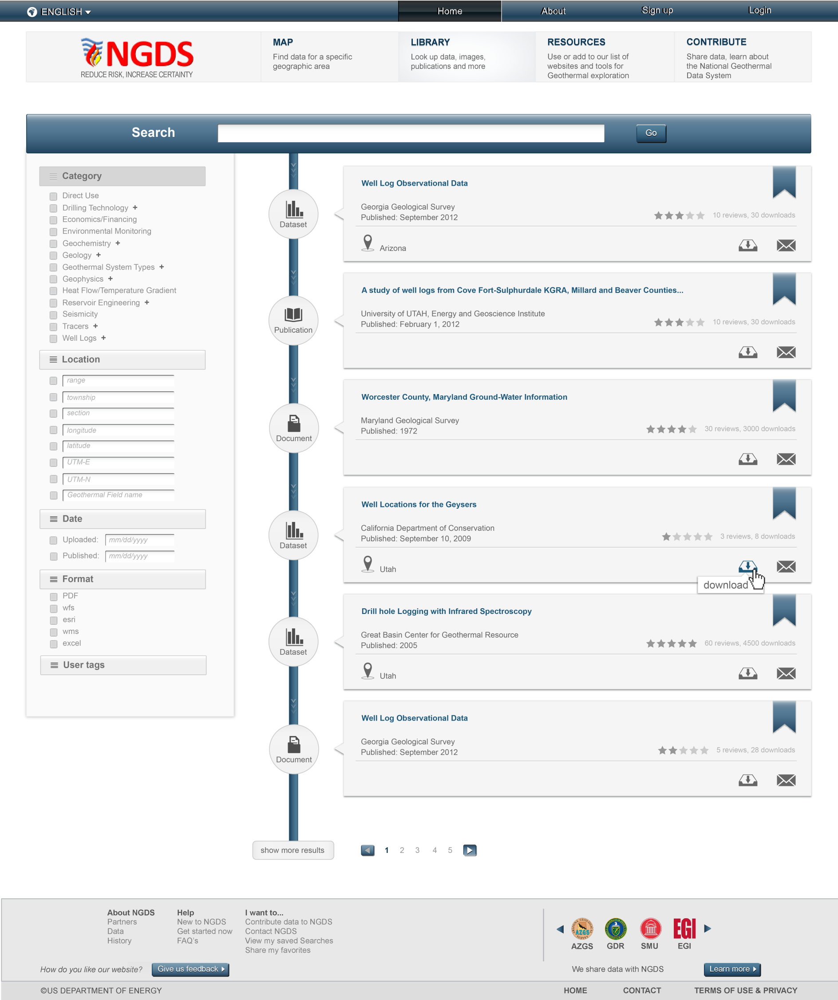 ENGLISH
Home
About
Sign up
Login
NGDS
REDUCE RISK, INCREASE CERTAINTY
MAP
Find data for a specific
geographic area
LIBRARY
Look up data, images,
publications and more
RESOURCES
Use or add to our list of
websites and tools for
Geothermal exploration
CONTRIBUTE
Share data, learn about
the National Geothermal
Data System
Search
Go
Category
Direct Use
Drilling Technology +
Economics/Financing
Environmental Monitoring
Geochemistry +
Geology +
Geothermal System Types +
Geophysics +
Heat Flow/Temperature Gradient
Reservoir Engineering +
Seismicity
Tracers +
Well Logs +
Location
range
township
section
longitude
latitude
UTM-E
UTM-N
Geothermal Field name
Date
Uploaded: mm/dd/yyyy
Published: mm/dd/yyyy
Format
PDF
wfs
esri
wms
excel
User tags
Dataset
Well Log Observational Data
Georgia Geological Survey
Published: September 2012
10 reviews, 30 downloads
Arizona
Publication
A study of well logs from Cove Fort-Sulphurdale KGRA, Millard and Beaver Counties...
University of UTAH, Energy and Geoscience Institute
Published: February 1, 2012
10 reviews, 30 downloads
Document
Worcester County, Maryland Ground-Water Information
Maryland Geological Survey
Published: 1972
30 reviews, 3000 downloads
Dataset
Well Locations for the Geysers
California Department of Conservation
Published: September 10, 2009
3 reviews, 8 downloads
Utah
download
Dataset
Drill hole Logging with Infrared Spectroscopy
Great Basin Center for Geothermal Resource
Published: 2005
60 reviews, 4500 downloads
Utah
Document
Well Log Observational Data
Georgia Geological Survey
Published: September 2012
5 reviews, 28 downloads
show more results
1 2 3 4 5
About NGDS
Partners
Data
History
Help
New to NGDS
Get started now
FAQ's
I want to...
Contribute data to NGDS
Contact NGDS
View my saved Searches
Share my favorites
AZGS
EGI
AZGS
GDR
SMU
EGI
How do you like our website?
Give us feedback
We share data with NGDS
Learn more
©US DEPARTMENT OF ENERGY
HOME
CONTACT
TERMS OF USE & PRIVACY